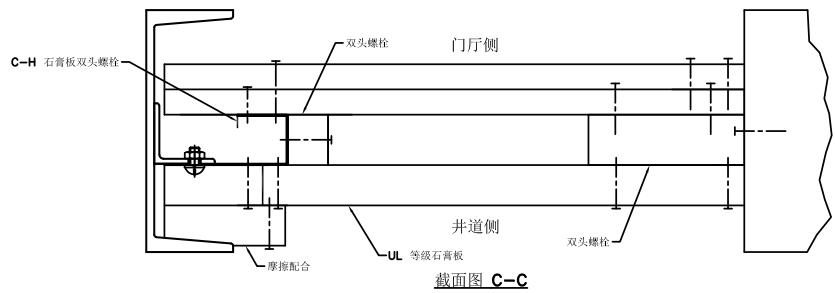 双头螺栓
门厅侧
C-H 石膏板双头螺栓
井道侧
双头螺栓
UL 等级石膏板
摩擦配合
截面图 C-C